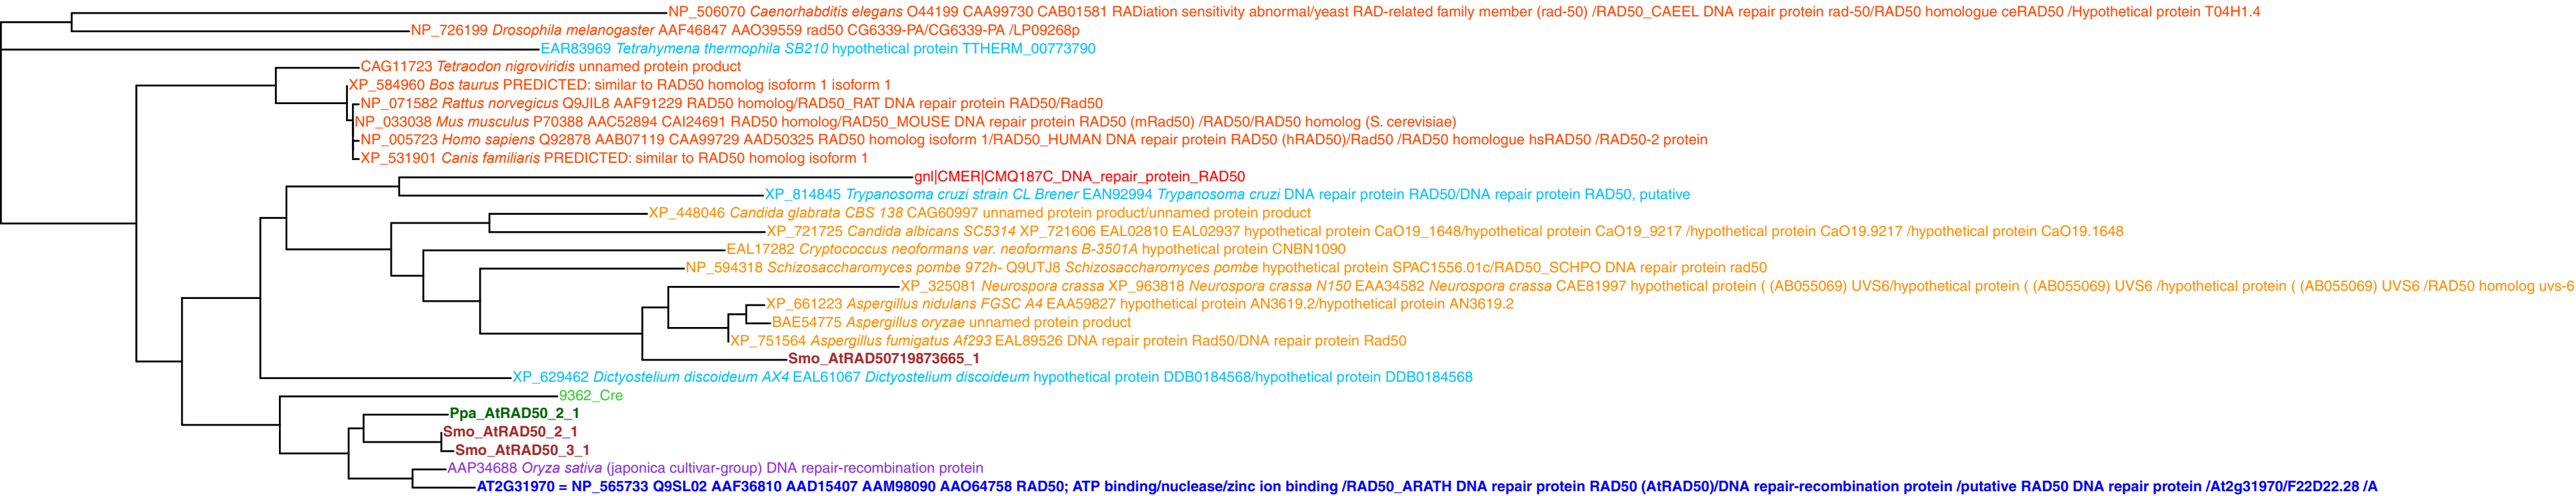 NP_506070 Caenorhabditis elegans O44199 CAA99730 CAB01581 RADiation sensitivity abnormal/yeast RAD-related family member (rad-50) /RAD50_CAEEL DNA repair protein rad-50/RAD50 homologue ceRAD50 /Hypothetical protein T04H1.4
NP_726199 Drosophila melanogaster AAF46847 AAO39559 rad50 CG6339-PA/CG6339-PA /LP09268p
EAR83969 Tetrahymena thermophila SB210 hypothetical protein TTHERM_00773790
CAG11723 Tetraodon nigroviridis unnamed protein product
XP_584960 Bos taurus PREDICTED: similar to RAD50 homolog isoform 1 isoform 1
NP_071582 Rattus norvegicus Q9JIL8 AAF91229 RAD50 homolog/RAD50_RAT DNA repair protein RAD50/Rad50
NP_033038 Mus musculus P70388 AAC52894 CAI24691 RAD50 homolog/RAD50_MOUSE DNA repair protein RAD50 (mRad50) /RAD50/RAD50 homolog (S. cerevisiae)
NP_005723 Homo sapiens Q92878 AAB07119 CAA99729 AAD50325 RAD50 homolog isoform 1/RAD50_HUMAN DNA repair protein RAD50 (hRAD50)/Rad50 /RAD50 homologue hsRAD50 /RAD50-2 protein
XP_531901 Canis familiaris PREDICTED: similar to RAD50 homolog isoform 1
gnl|CMER|CMQ187C_DNA_repair_protein_RAD50
XP_814845 Trypanosoma cruzi strain CL Brener EAN92994 Trypanosoma cruzi DNA repair protein RAD50/DNA repair protein RAD50, putative
XP_448046 Candida glabrata CBS 138 CAG60997 unnamed protein product/unnamed protein product
XP_721725 Candida albicans SC5314 XP_721606 EAL02810 EAL02937 hypothetical protein CaO19_1648/hypothetical protein CaO19_9217 /hypothetical protein CaO19.9217 /hypothetical protein CaO19.1648
EAL17282 Cryptococcus neoformans var. neoformans B-3501A hypothetical protein CNBN1090
NP_594318 Schizosaccharomyces pombe 972h- Q9UTJ8 Schizosaccharomyces pombe hypothetical protein SPAC1556.01c/RAD50_SCHPO DNA repair protein rad50
XP_325081 Neurospora crassa XP_963818 Neurospora crassa N150 EAA34582 Neurospora crassa CAE81997 hypothetical protein ( (AB055069) UVS6/hypothetical protein ( (AB055069) UVS6 /hypothetical protein ( (AB055069) UVS6 /RAD50 homolog uvs-6
XP_661223 Aspergillus nidulans FGSC A4 EAA59827 hypothetical protein AN3619.2/hypothetical protein AN3619.2
BAE54775 Aspergillus oryzae unnamed protein product
XP_751564 Aspergillus fumigatus Af293 EAL89526 DNA repair protein Rad50/DNA repair protein Rad50
Smo_AtRAD50719873665_1
XP_629462 Dictyostelium discoideum AX4 EAL61067 Dictyostelium discoideum hypothetical protein DDB0184568/hypothetical protein DDB0184568
9362_Cre
Ppa_AtRAD50_2_1
Smo_AtRAD50_2_1
Smo_AtRAD50_3_1
AAP34688 Oryza sativa (japonica cultivar-group) DNA repair-recombination protein
AT2G31970 = NP_565733 Q9SL02 AAF36810 AAD15407 AAM98090 AAO64758 RAD50; ATP binding/nuclease/zinc ion binding /RAD50_ARATH DNA repair protein RAD50 (AtRAD50)/DNA repair-recombination protein /putative RAD50 DNA repair protein /At2g31970/F22D22.28 /A